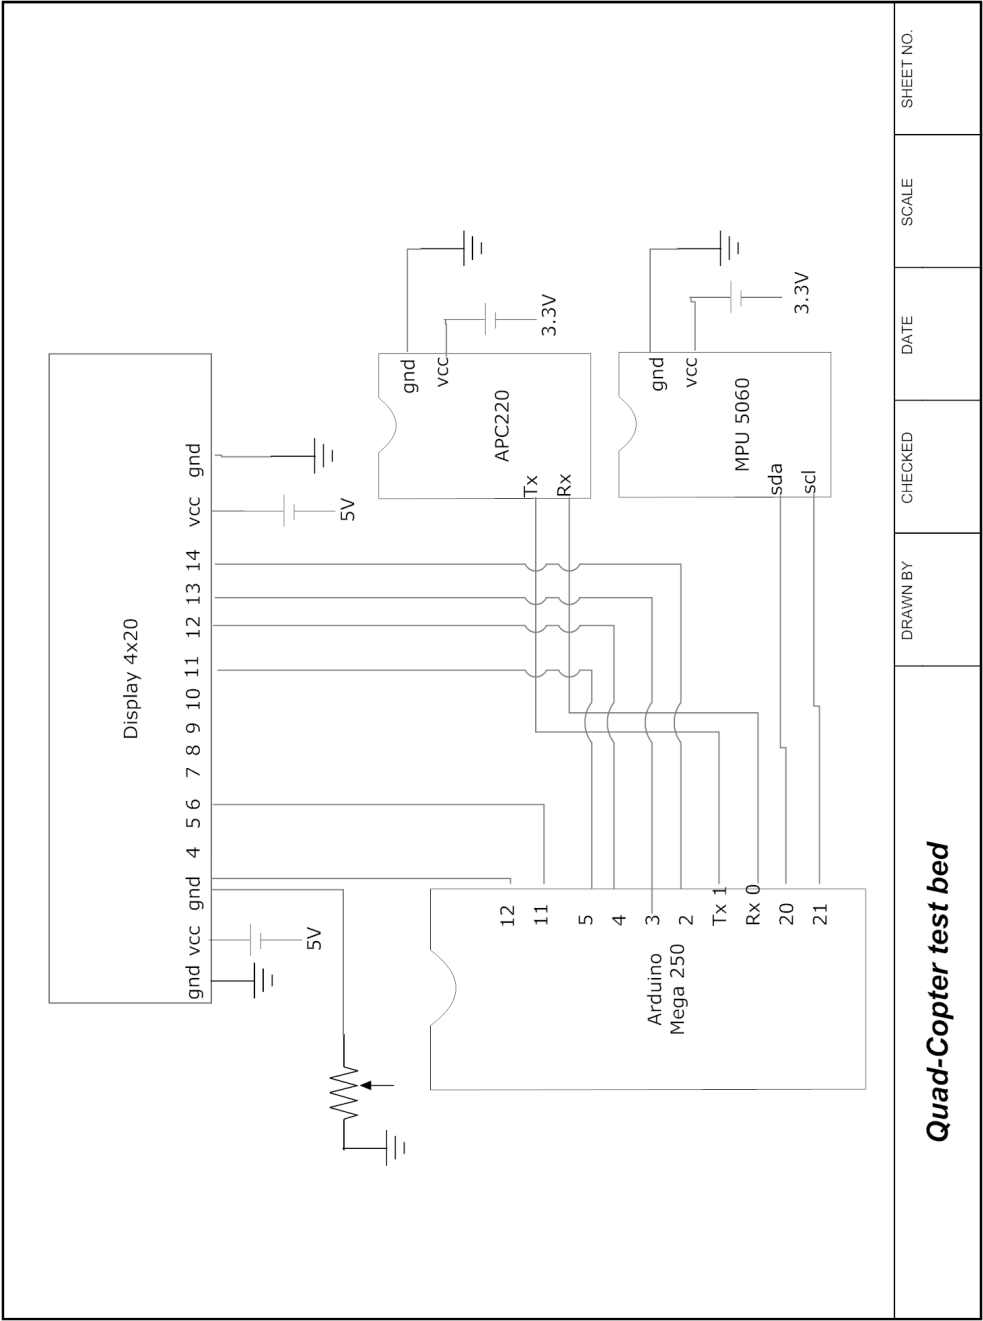 Display 4x20
gnd vcc gnd 4 5 6 7 8 9 10 11 12 13 14 vcc gnd
5V
5V
gnd
vcc
APC220
Tx
Rx
3.3V
12
11
5
4
3
2
Tx 1
Rx 0
20
21
Arduino
Mega 250
gnd
vcc
MPU 5060
sda
scl
3.3V
Quad-Copter test bed
DRAWN BY
CHECKED
DATE
SCALE
SHEET NO.